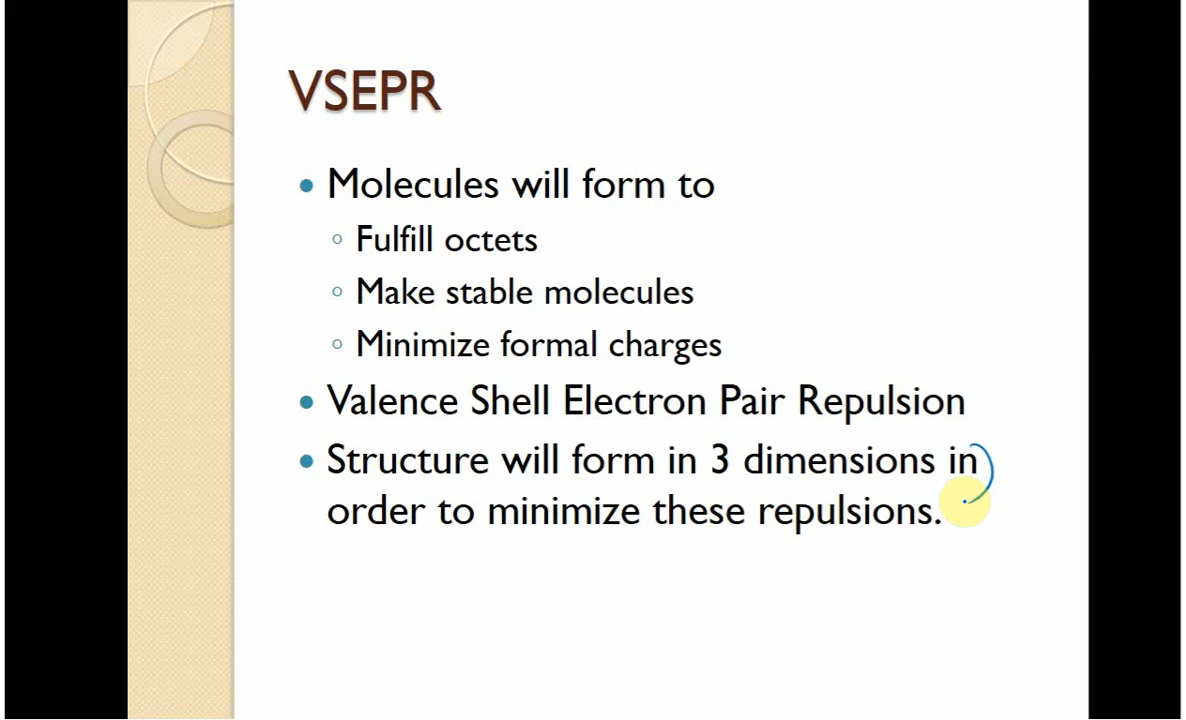 VSEPR
• Molecules will form to
◦ Fulfill octets
◦ Make stable molecules
◦ Minimize formal charges
• Valence Shell Electron Pair Repulsion
• Structure will form in 3 dimensions in
order to minimize these repulsions.